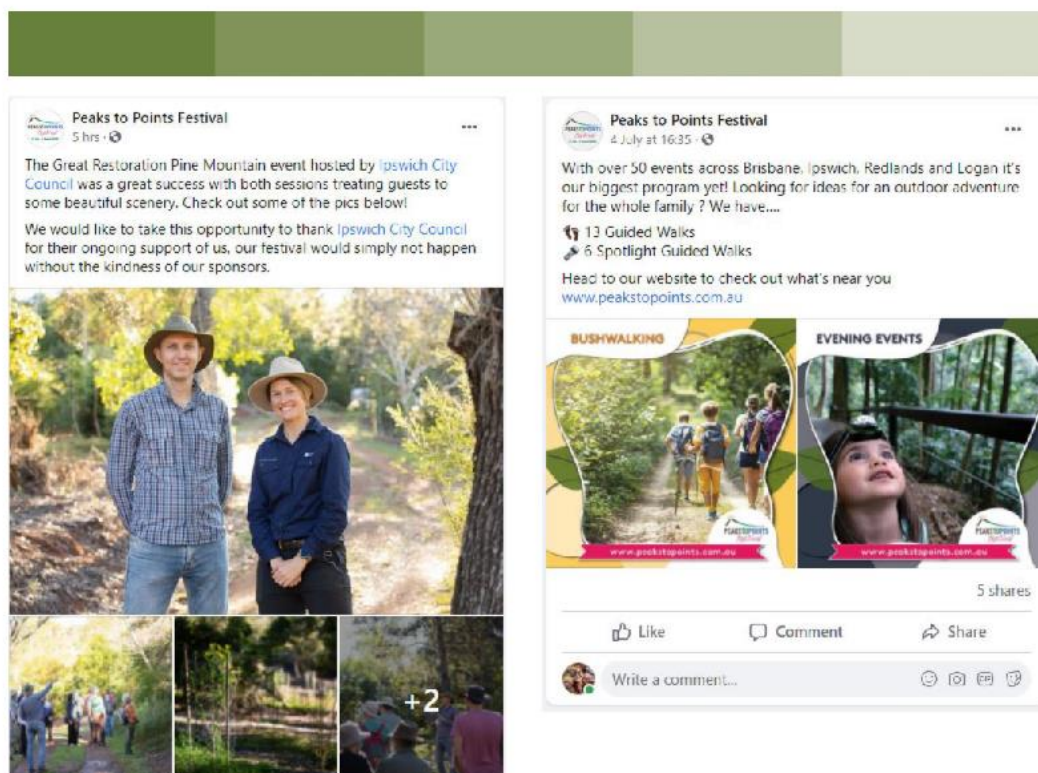 Peaks to Points Festival
5 hrs ·
The Great Restoration Pine Mountain event hosted by Ipswich City
Council was a great success with both sessions treating guests to
some beautiful scenery. Check out some of the pics below!
We would like to take this opportunity to thank Ipswich City Council
for their ongoing support of us, our festival would simply not happen
without the kindness of our sponsors.
+2
Peaks to Points Festival
4 July at 16:35 ·
With over 50 events across Brisbane, Ipswich, Redlands and Logan it's
our biggest program yet! Looking for ideas for an outdoor adventure
for the whole family ? We have....
13 Guided Walks
6 Spotlight Guided Walks
Head to our website to check out what's near you
www.peakstopoints.com.au
BUSHWALKING
EVENING EVENTS
PEAKSTOPOINTS
Festival
www.peakstopoints.com.au
PEAKSTOPOINTS
Festival
www.peakstopoints.com.au
5 shares
Like
Comment
Share
Write a comment...